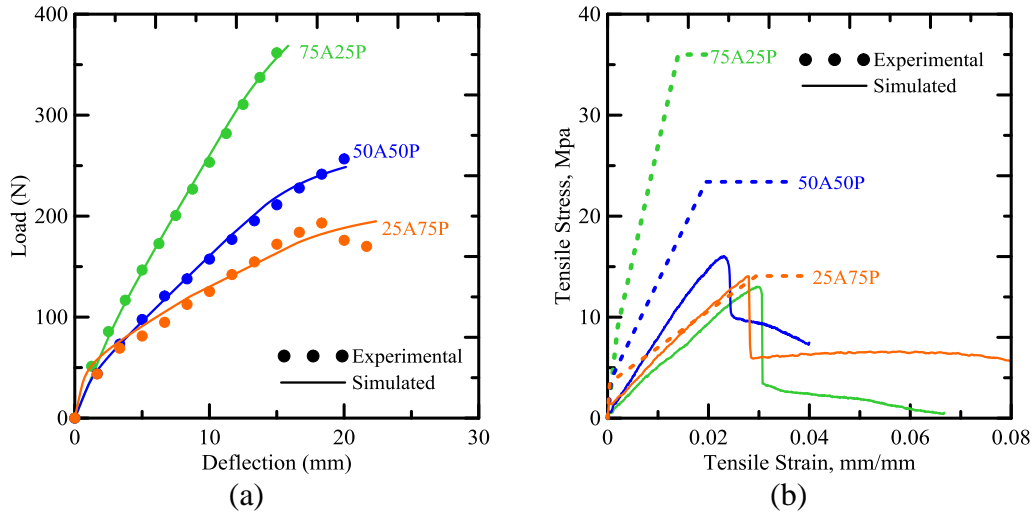 400
300
200
100
0
0
10
20
30
Load (N)
Deflection (mm)
75A25P
50A50P
25A75P
Experimental
Simulated
(a)
40
30
20
10
0
0
0.02
0.04
0.06
0.08
Tensile Stress, Mpa
Tensile Strain, mm/mm
75A25P
50A50P
25A75P
Experimental
Simulated
(b)